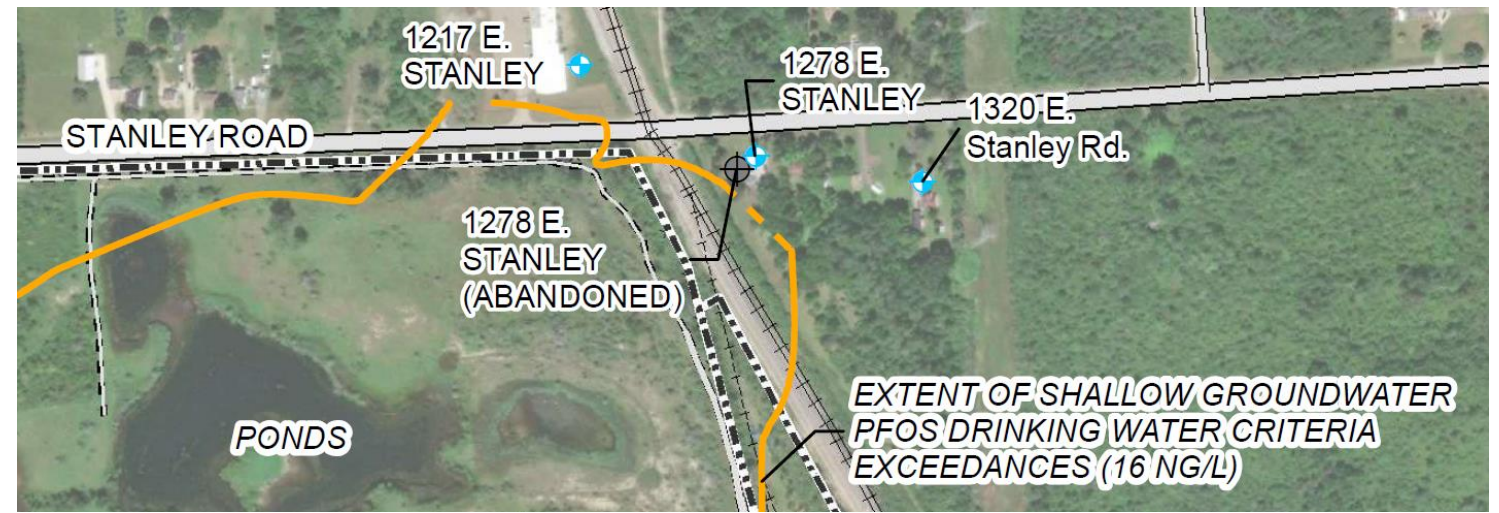 1217 E.
STANLEY
1278 E.
STANLEY
1320 E.
Stanley Rd.
STANLEY ROAD
1278 E.
STANLEY
(ABANDONED)
PONDS
EXTENT OF SHALLOW GROUNDWATER
PFOS DRINKING WATER CRITERIA
EXCEEDANCES (16 NG/L)